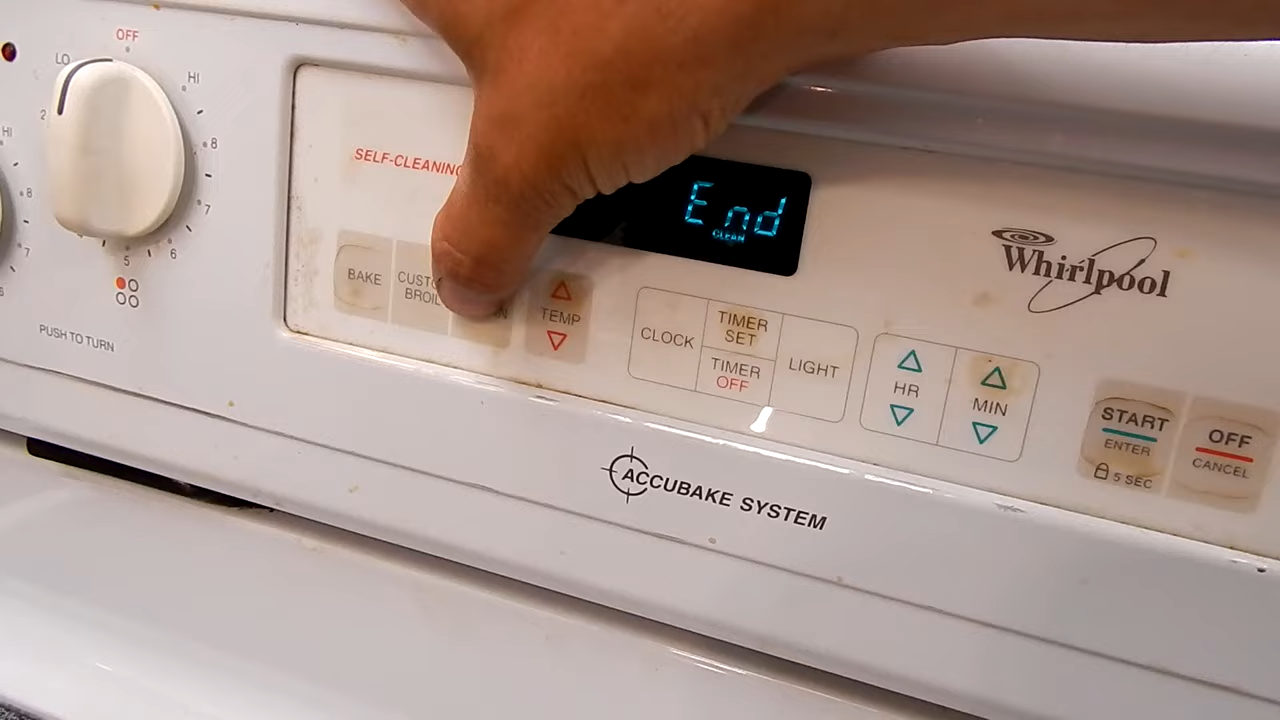 OFF
LO
HI
2
8
7
6
5
HI
8
7
6
PUSH TO TURN
SELF-CLEANING
End
CLEAN
BAKE
TEMP
CLOCK
TIMER
SET
TIMER
OFF
LIGHT
HR
MIN
START
ENTER
5 SEC
OFF
CANCEL
Whirlpool
ACCUBAKE SYSTEM